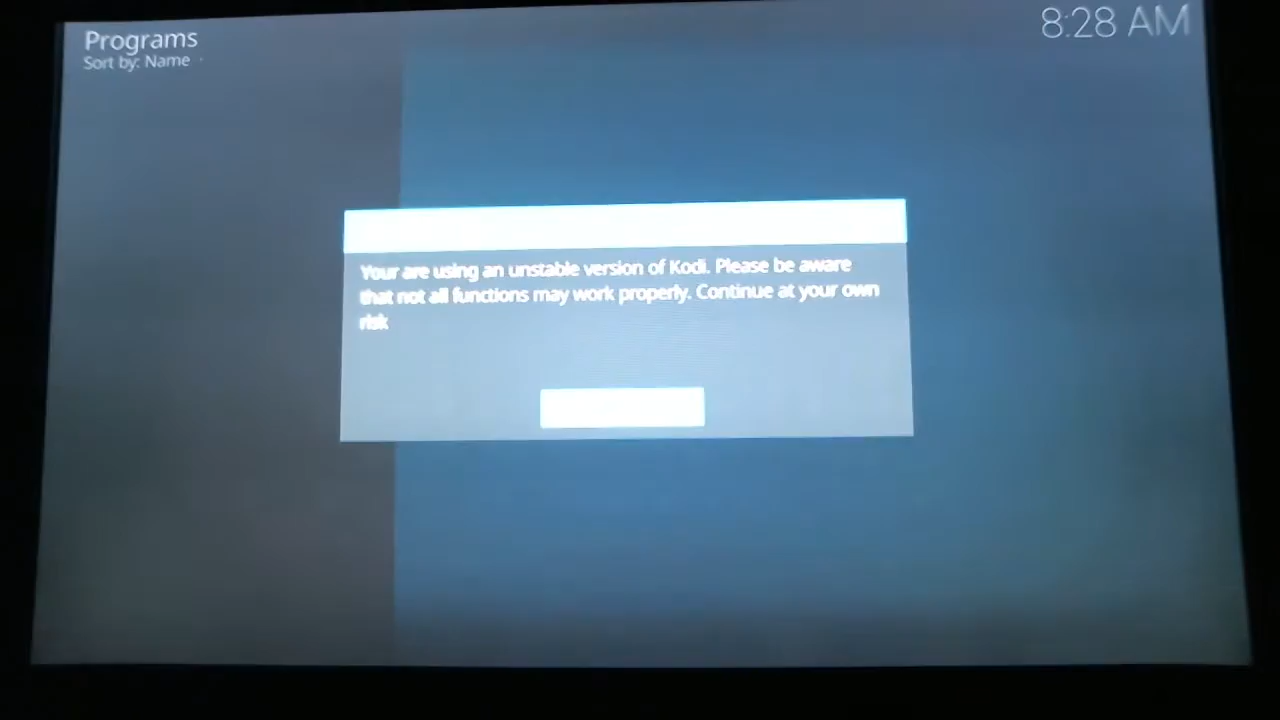 Programs
Sort by: Name
8:28 AM
Your are using an unstable version of Kodi. Please be aware
that not all functions may work properly. Continue at your own
risk